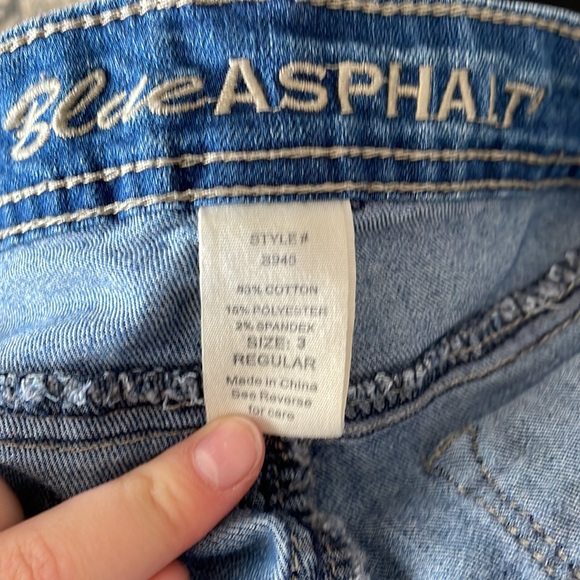 Blue ASPHALT
STYLE#
83% COTTON
15% POLYESTER
2% SPANDEX
SIZE: 3
REGULAR
Made in China
See Reverse
for care